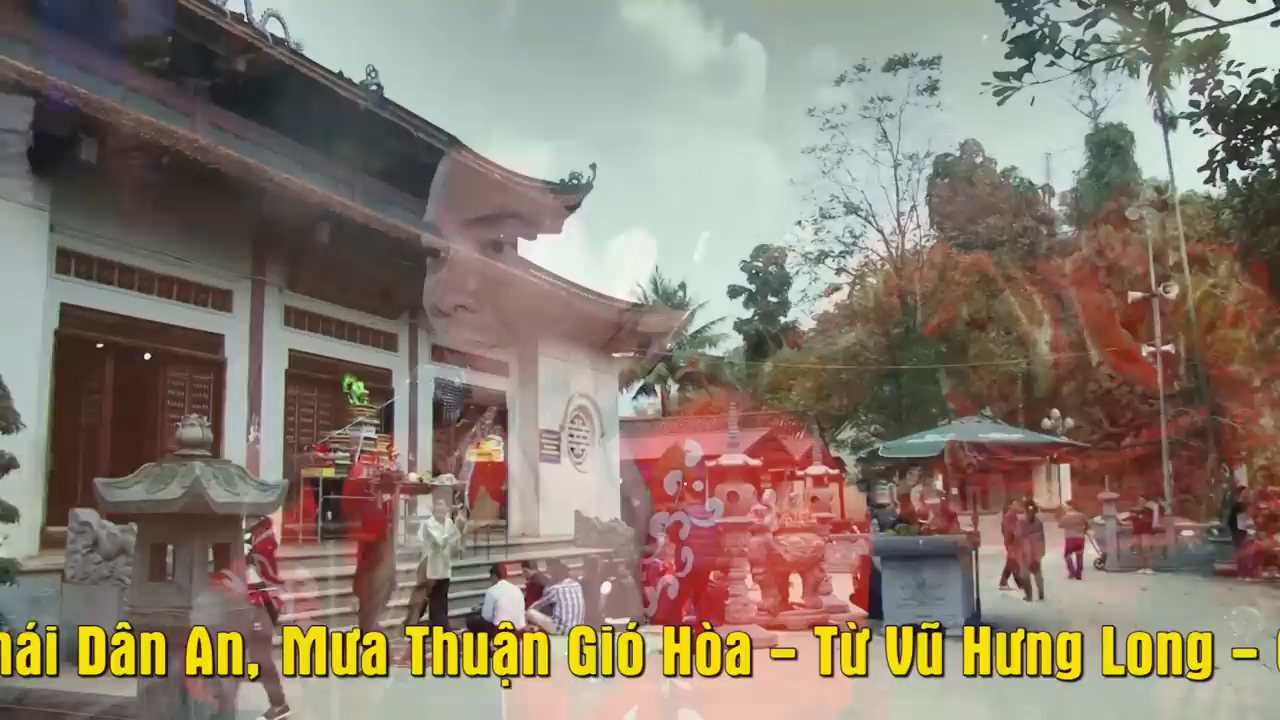 hái Dân An, Mưa Thuận Gió Hòa - Từ Vũ Hưng Long -